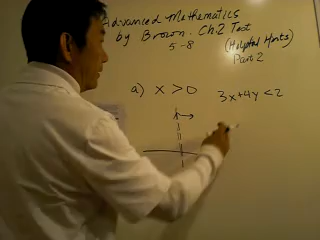 Advanced Mathematics
by Brown. Ch.2 Test
5-8
(Helpful Hints)
Part 2
a) x > 0
3x+4y < 2